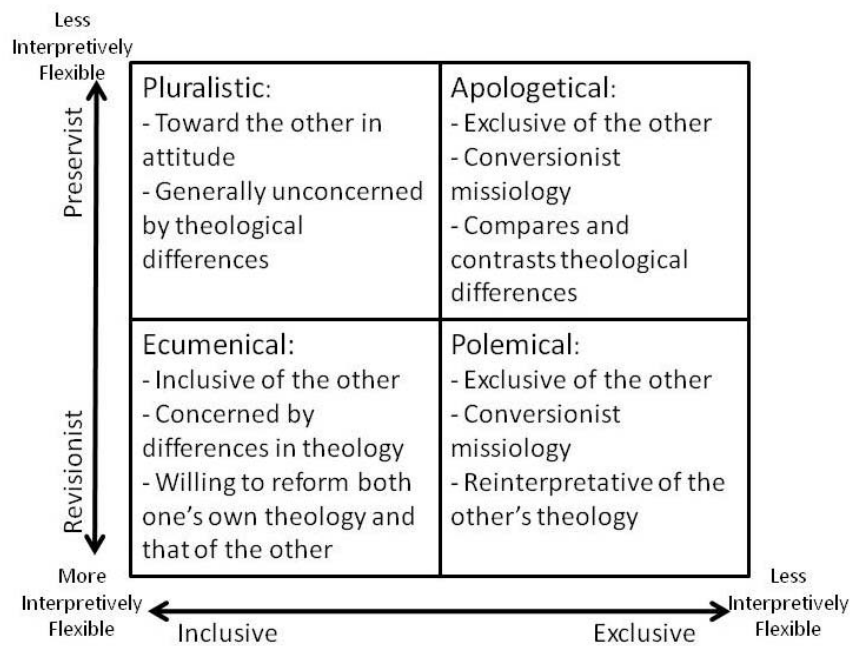 Less
Interpretively
Flexible
Preservist
Pluralistic:
- Toward the other in
attitude
- Generally unconcerned
by theological
differences
Apologetical:
- Exclusive of the other
- Conversionist
missiology
- Compares and
contrasts theological
differences
Revisionist
Ecumenical:
- Inclusive of the other
- Concerned by
differences in theology
- Willing to reform both
one's own theology and
that of the other
Polemical:
- Exclusive of the other
- Conversionist
missiology
- Reinterpretative of the
other's theology
More
Interpretively
Flexible
Inclusive
Exclusive
Less
Interpretively
Flexible